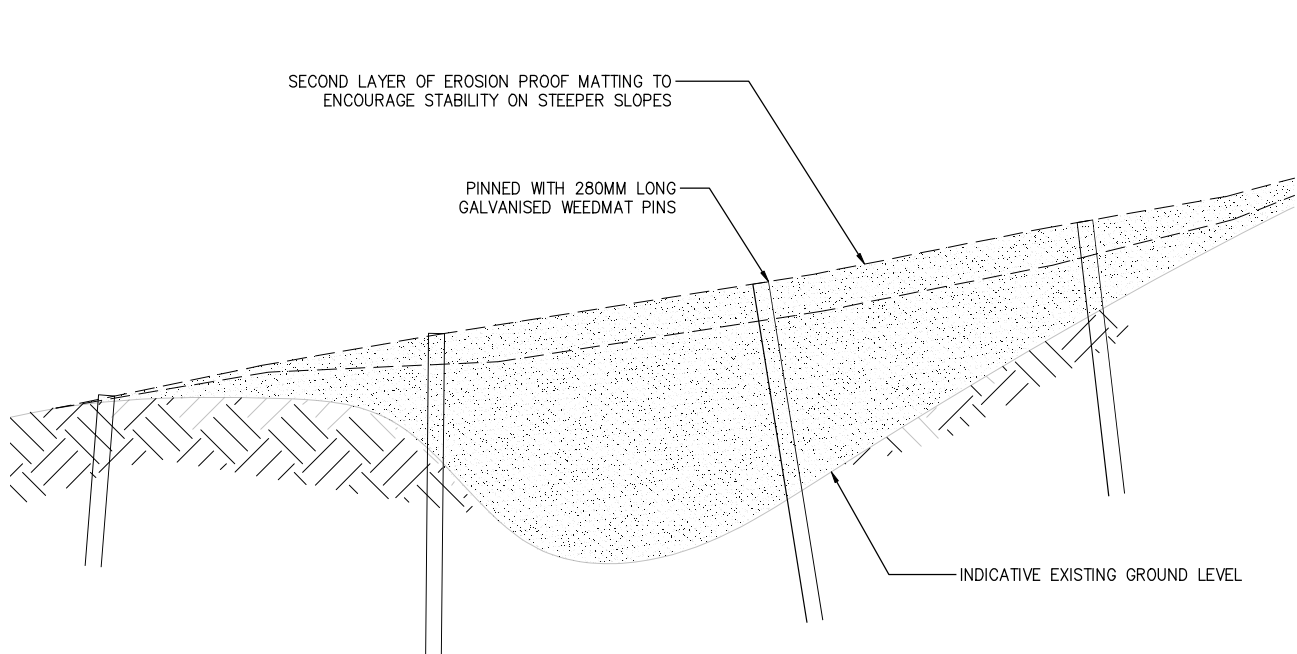 SECOND LAYER OF EROSION PROOF MATTING TO
ENCOURAGE STABILITY ON STEEPER SLOPES
PINNED WITH 280MM LONG
GALVANISED WEEDMAT PINS
INDICATIVE EXISTING GROUND LEVEL